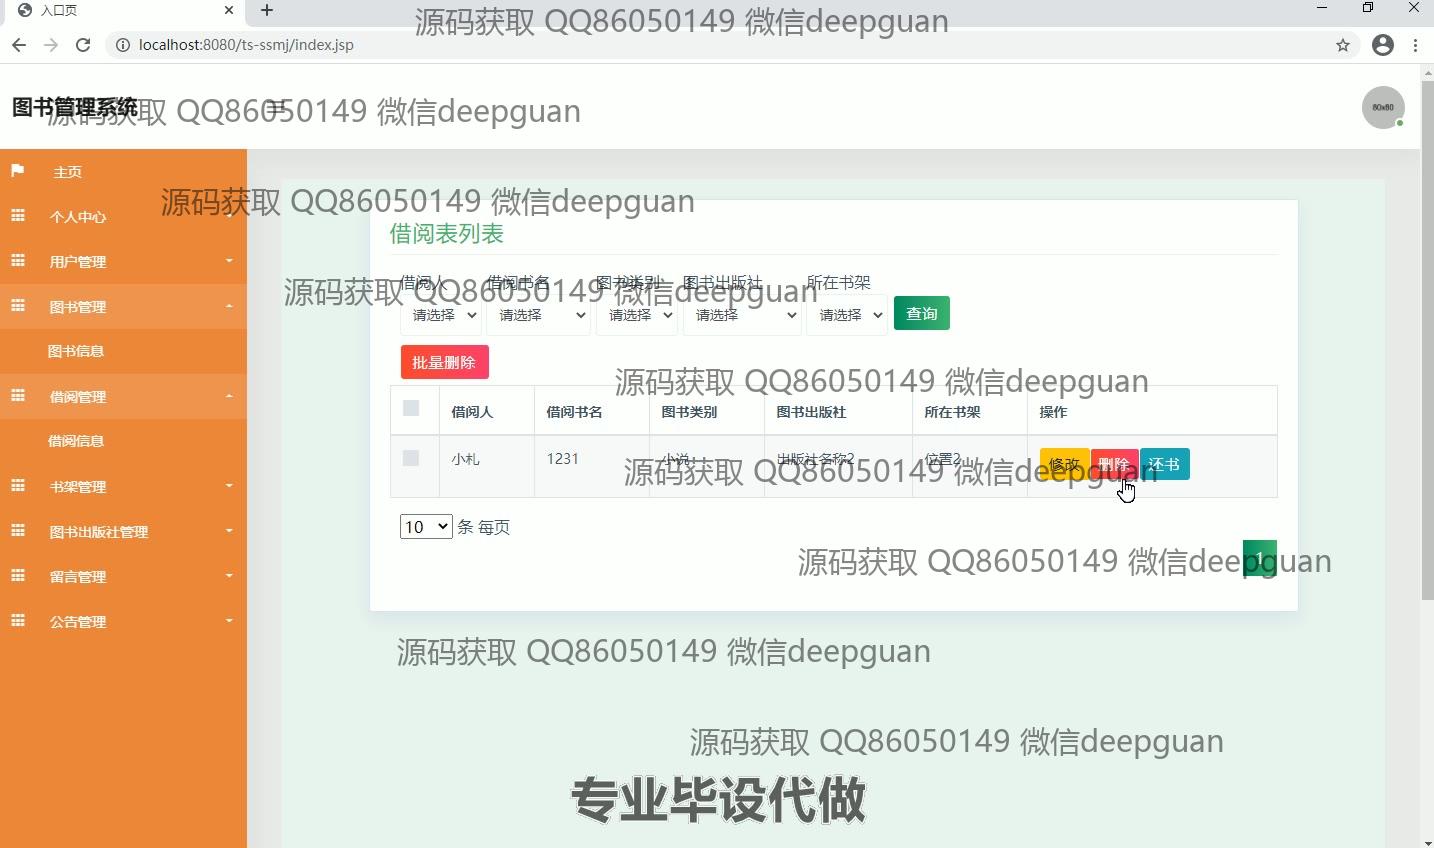 入口页
源码获取 QQ86050149 微信deepguan
localhost:8080/ts-ssmj/index.jsp
图书管理系统
源码获取 QQ86050149 微信deepguan
80x80
主页
源码获取 QQ86050149 微信deepguan
个人中心
借阅表列表
用户管理
借阅人 借阅书名 图书类别 图书出版社 所在书架
源码获取 QQ86050149 微信deepguan
图书管理
请选择 请选择 请选择 请选择 请选择 查询
图书信息
批量删除
源码获取 QQ86050149 微信deepguan
借阅管理
借阅人 借阅书名 图书类别 图书出版社 所在书架 操作
借阅信息
小札 1231 小说 出版社名称2 位置2 修改 删除 还书
源码获取 QQ86050149 微信deepguan
书架管理
10 条 每页
图书出版社管理
1
源码获取 QQ86050149 微信deepguan
留言管理
公告管理
源码获取 QQ86050149 微信deepguan
源码获取 QQ86050149 微信deepguan
专业毕设代做